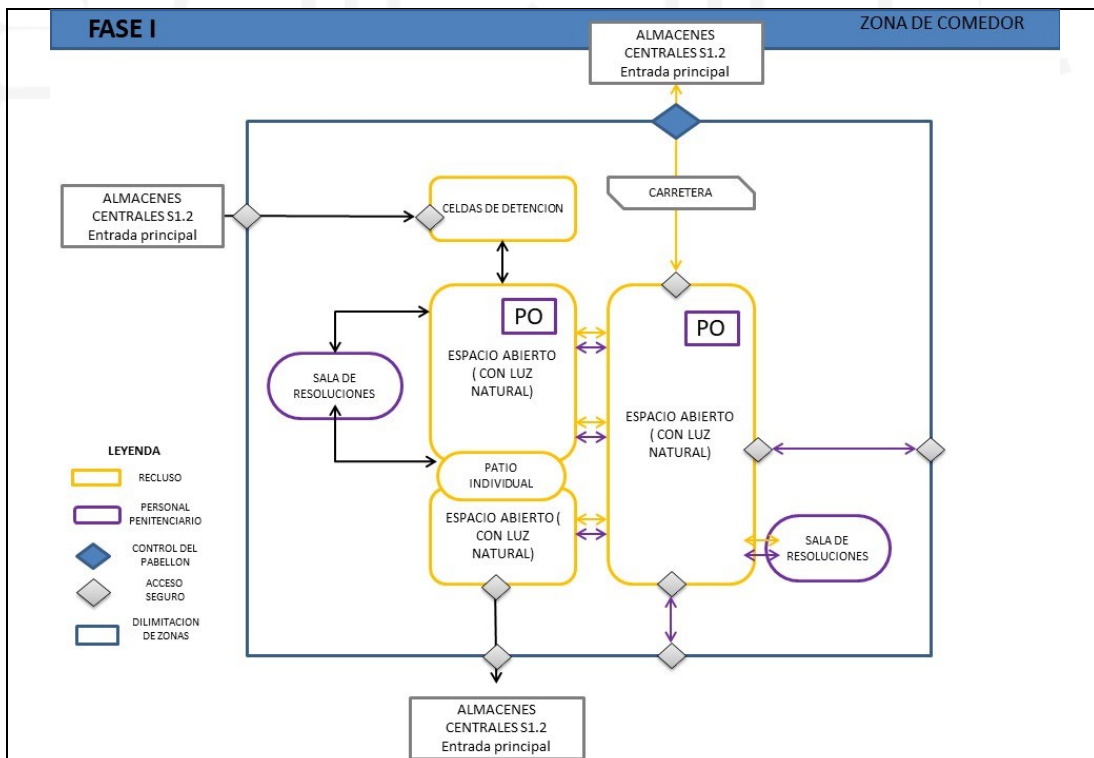 FASE I
ZONA DE COMEDOR
ALMACENES
CENTRALES S1.2
Entrada principal
ALMACENES
CENTRALES S1.2
Entrada principal
CELDAS DE DETENCION
CARRETERA
PO
ESPACIO ABIERTO
( CON LUZ
NATURAL)
PO
ESPACIO ABIERTO
( CON LUZ
NATURAL)
SALA DE
RESOLUCIONES
PATIO
INDIVIDUAL
ESPACIO ABIERTO (
CON LUZ
NATURAL)
SALA DE
RESOLUCIONES
LEYENDA
RECLUSO
PERSONAL
PENITENCIARIO
CONTROL DEL
PABELLON
ACCESO
SEGURO
DILIMITACION
DE ZONAS
ALMACENES
CENTRALES S1.2
Entrada principal